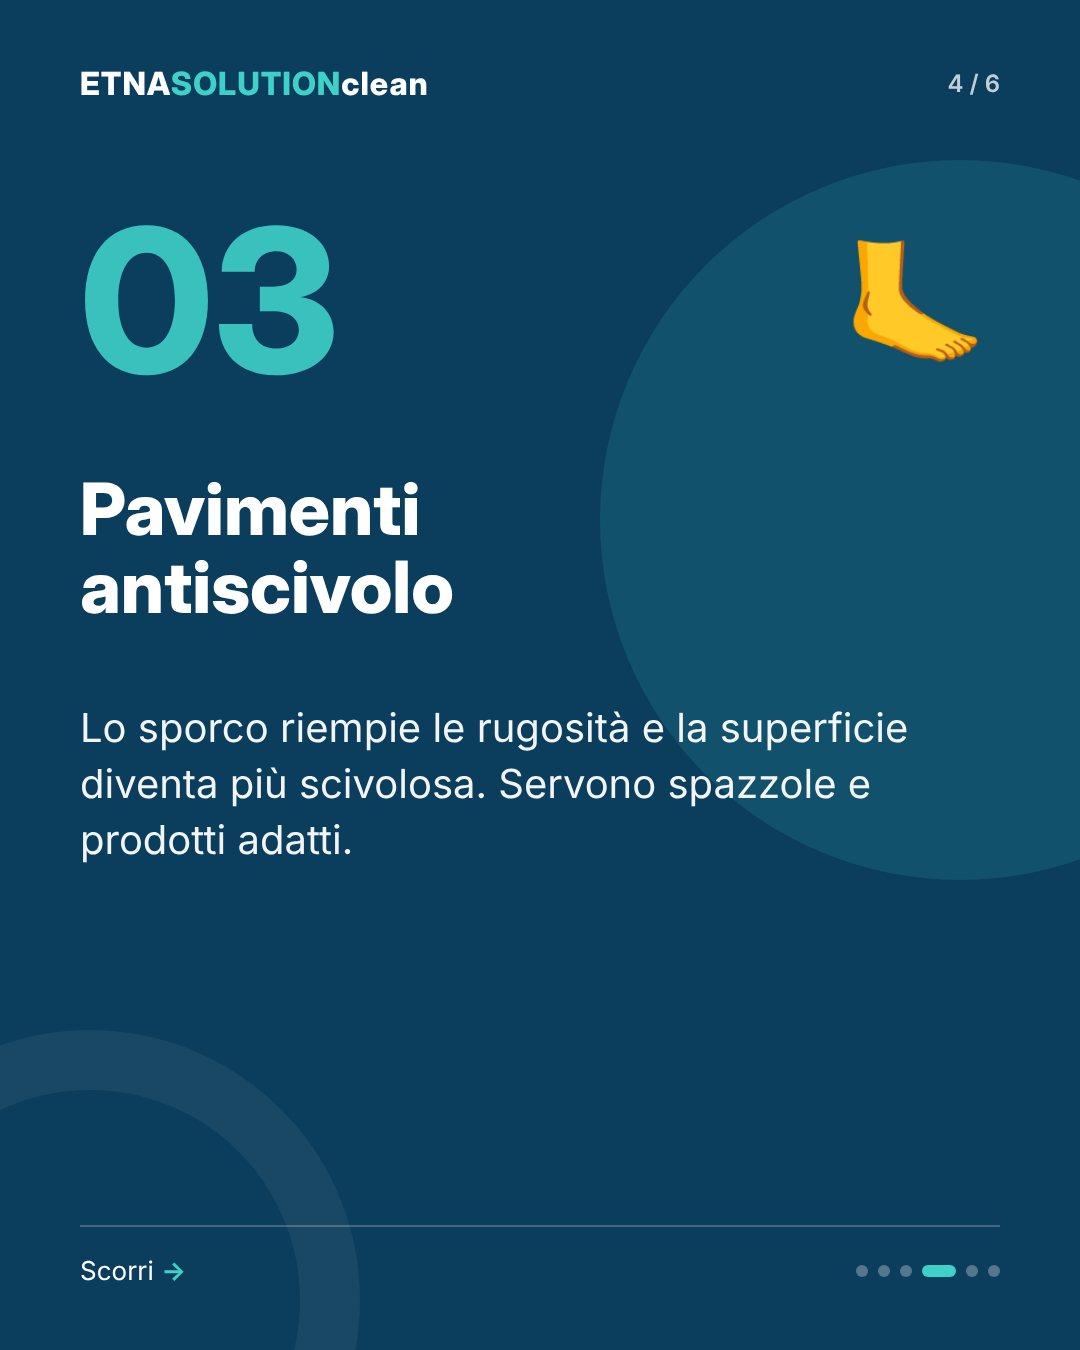 ETNASOLUTIONclean
4 / 6
03
Pavimenti
antiscivolo
Lo sporco riempie le rugosità e la superficie
diventa più scivolosa. Servono spazzole e
prodotti adatti.
Scorri →